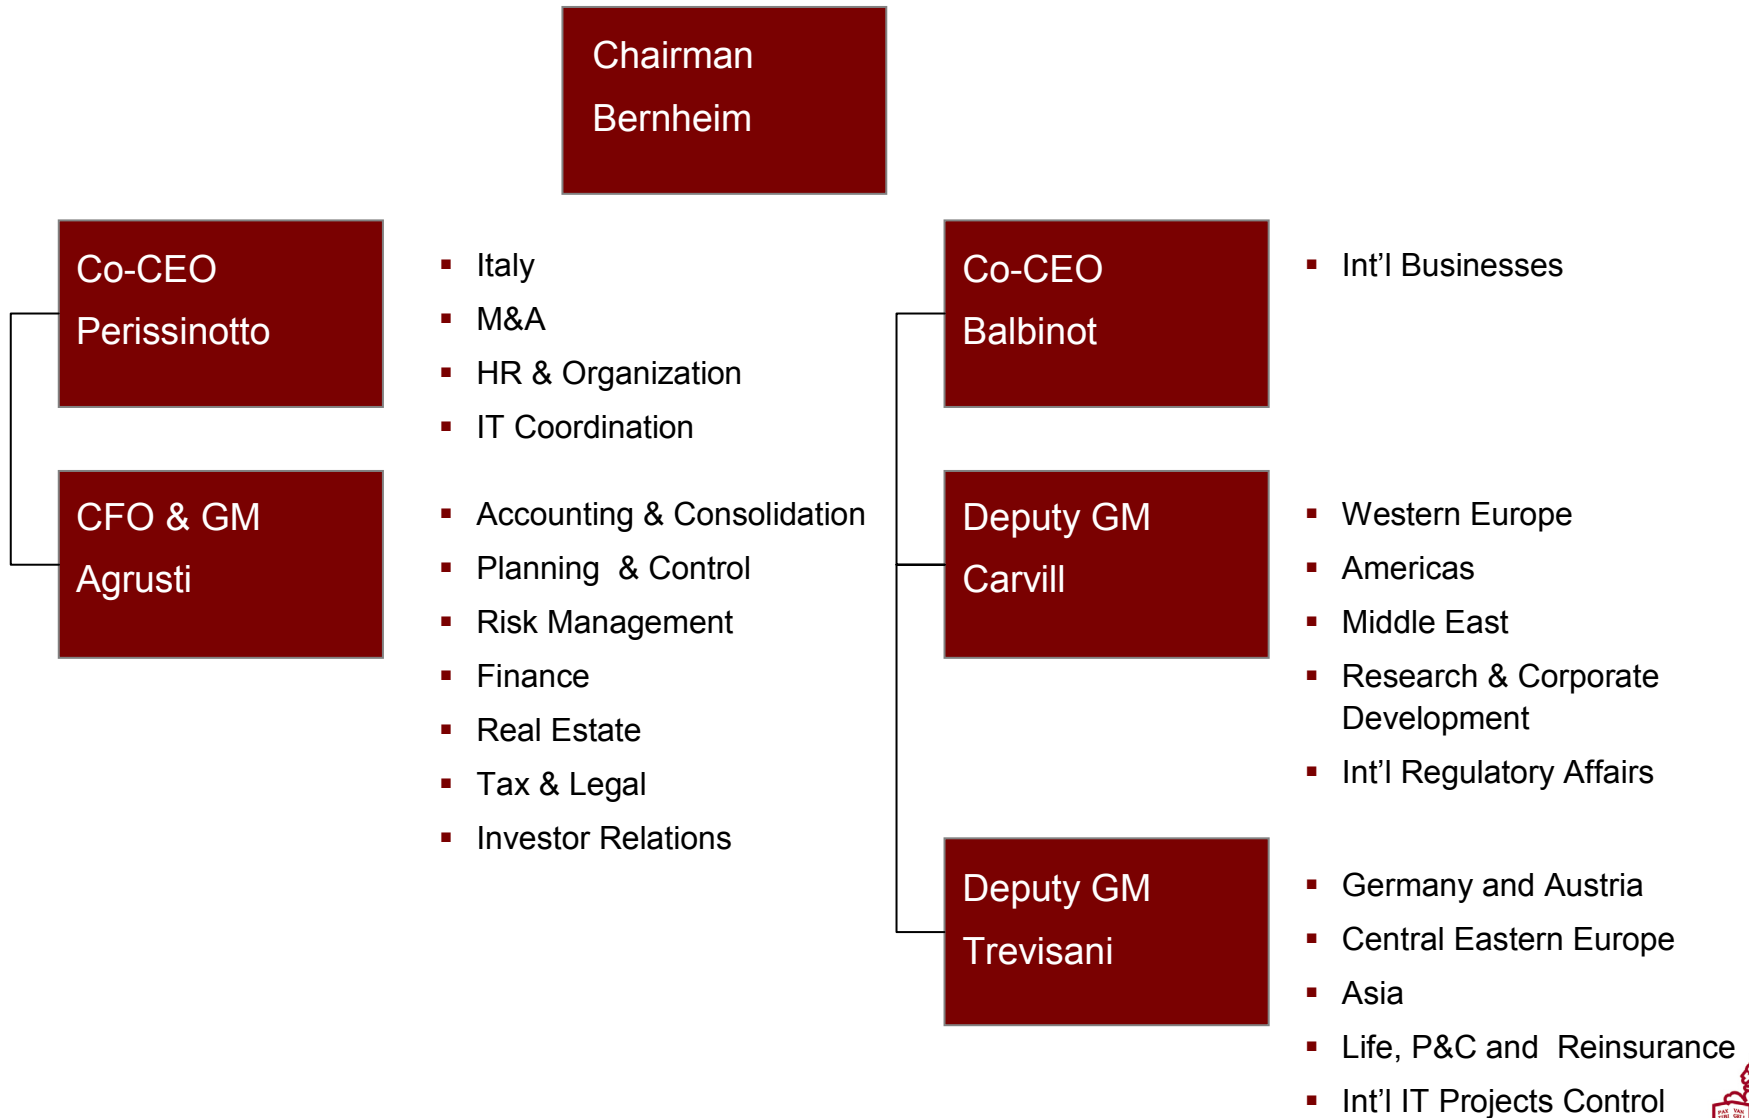 Chairman
Bernheim
Co-CEO
Perissinotto
Italy
M&A
HR & Organization
IT Coordination
CFO & GM
Agrusti
Accounting & Consolidation
Planning & Control
Risk Management
Finance
Real Estate
Tax & Legal
Investor Relations
Co-CEO
Balbinot
Int'l Businesses
Deputy GM
Carvill
Western Europe
Americas
Middle East
Research & Corporate
Development
Int'l Regulatory Affairs
Deputy GM
Trevisani
Germany and Austria
Central Eastern Europe
Asia
Life, P&C and Reinsurance
Int'l IT Projects Control